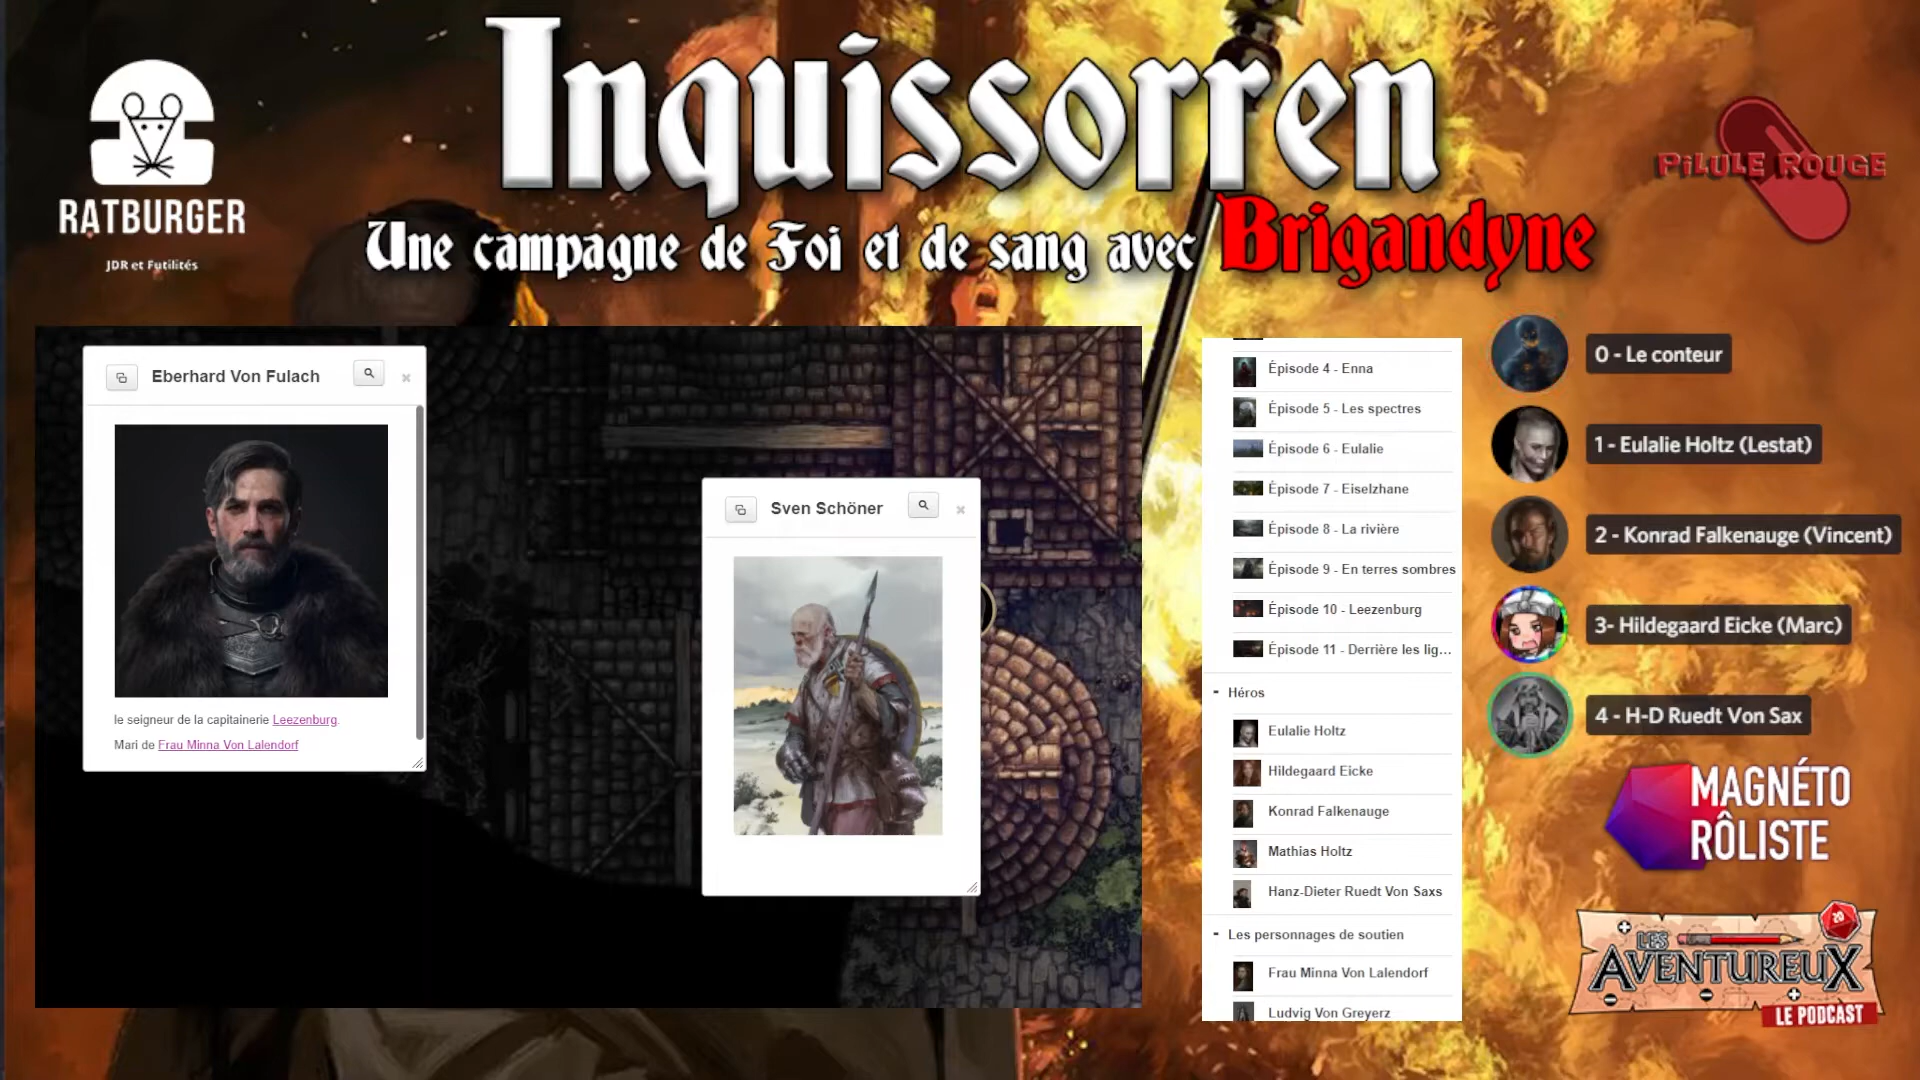 Inquissorren
Une campagne de Foi et de sang avec Brigandyne
RATBURGER
JDR et Futilités
PILULE ROUGE
Eberhard Von Fulach
le seigneur de la capitainerie Leezenburg.
Mari de Frau Minna Von Lalendorf
Sven Schöner
Épisode 4 - Enna
Épisode 5 - Les spectres
Épisode 6 - Eulalie
Épisode 7 - Eiselzhane
Épisode 8 - La rivière
Épisode 9 - En terres sombres
Épisode 10 - Leezenburg
Épisode 11 - Derrière les lig...
Héros
Eulalie Holtz
Hildegaard Eicke
Konrad Falkenauge
Mathias Holtz
Hanz-Dieter Ruedt Von Saxs
Les personnages de soutien
Frau Minna Von Lalendorf
Ludvig Von Greyerz
0 - Le conteur
1 - Eulalie Holtz (Lestat)
2 - Konrad Falkenauge (Vincent)
3- Hildegaard Eicke (Marc)
4 - H-D Ruedt Von Sax
MAGNÉTO
RÔLISTE
20
LES
AVENTUREUX
LE PODCAST